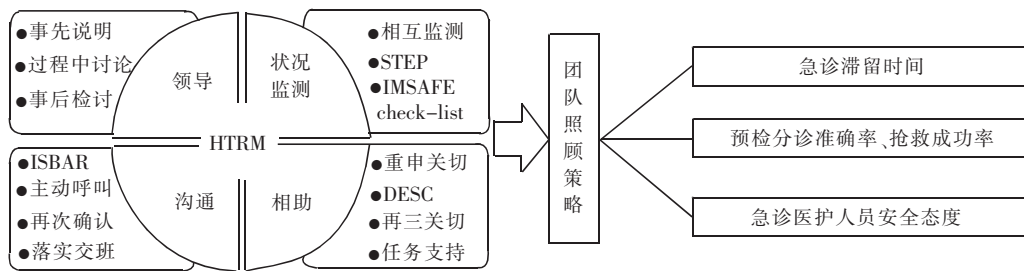 ●事先说明
●过程中讨论
●事后检讨
领导
状况
监测
●相互监测
●STEP
●IMSAFE
check-list
HTRM
●ISBAR
●主动呼叫
●再次确认
●落实交班
沟通
相助
●重申关切
●DESC
●再三关切
●任务支持
团队照顾策略
急诊滞留时间
预检分诊准确率、抢救成功率
急诊医护人员安全态度